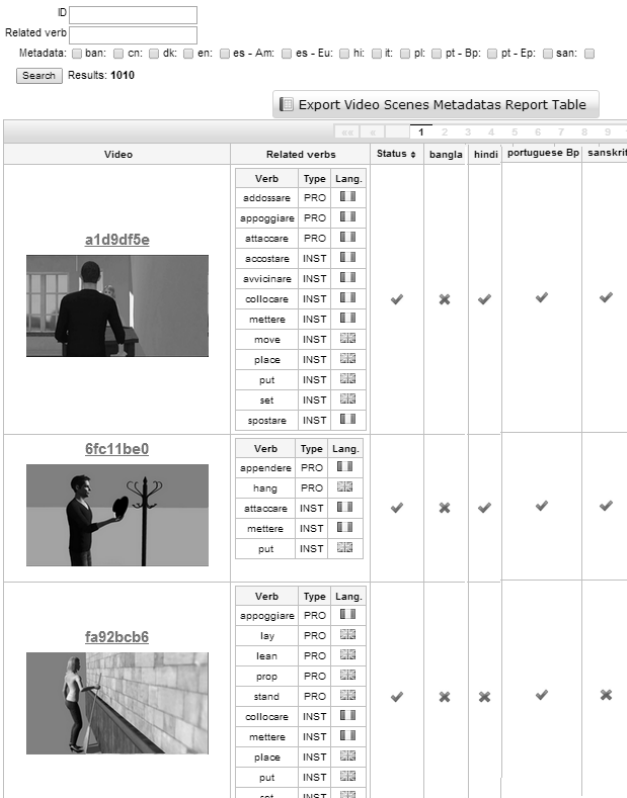 ID
Related verb
Metadata: ban: cn: dk: en: es - Am: es - Eu: hi: it: pl: pt - Bp: pt - Ep: san:
Search Results: 1010
Export Video Scenes Metadatas Report Table
«« « 1 2 3 4 5 6 7 8 9
Video Related verbs Status bangla hindi portuguese Bp sanskrit
a1d9df5e
Verb Type Lang.
addossare PRO
appoggiare PRO
attaccare PRO
accostare INST
avvicinare INST
collocare INST
mettere INST
move INST
place INST
put INST
set INST
spostare INST
6fc11be0
Verb Type Lang.
appendere PRO
hang PRO
attaccare INST
mettere INST
put INST
fa92bcb6
Verb Type Lang.
appoggiare PRO
lay PRO
lean PRO
prop PRO
stand PRO
collocare INST
mettere INST
place INST
put INST
set INST